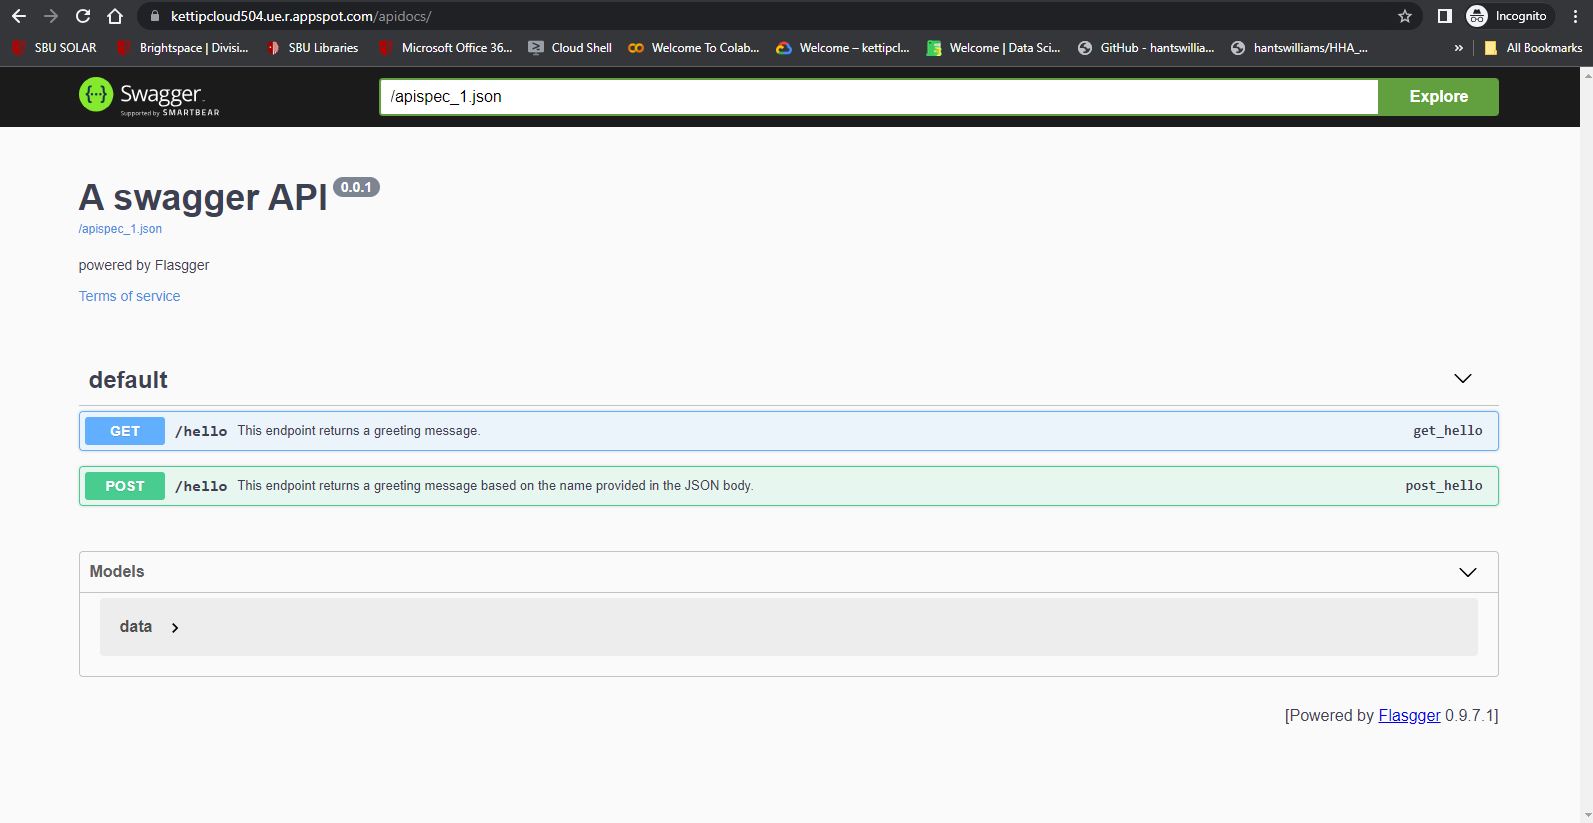 kettipcloud504.ue.r.appspot.com/apidocs/
Incognito
SBU SOLAR
Brightspace | Divisi...
SBU Libraries
Microsoft Office 36...
Cloud Shell
Welcome To Colab...
Welcome – kettipcl...
Welcome | Data Sci...
GitHub - hantswillia...
hantswilliams/HHA_...
»
All Bookmarks
{···} Swagger.
Supported by SMARTBEAR
/apispec_1.json
Explore
A swagger API 0.0.1
/apispec_1.json
powered by Flasgger
Terms of service
default
GET /hello This endpoint returns a greeting message. get_hello
POST /hello This endpoint returns a greeting message based on the name provided in the JSON body. post_hello
Models
data
[Powered by Flasgger 0.9.7.1]